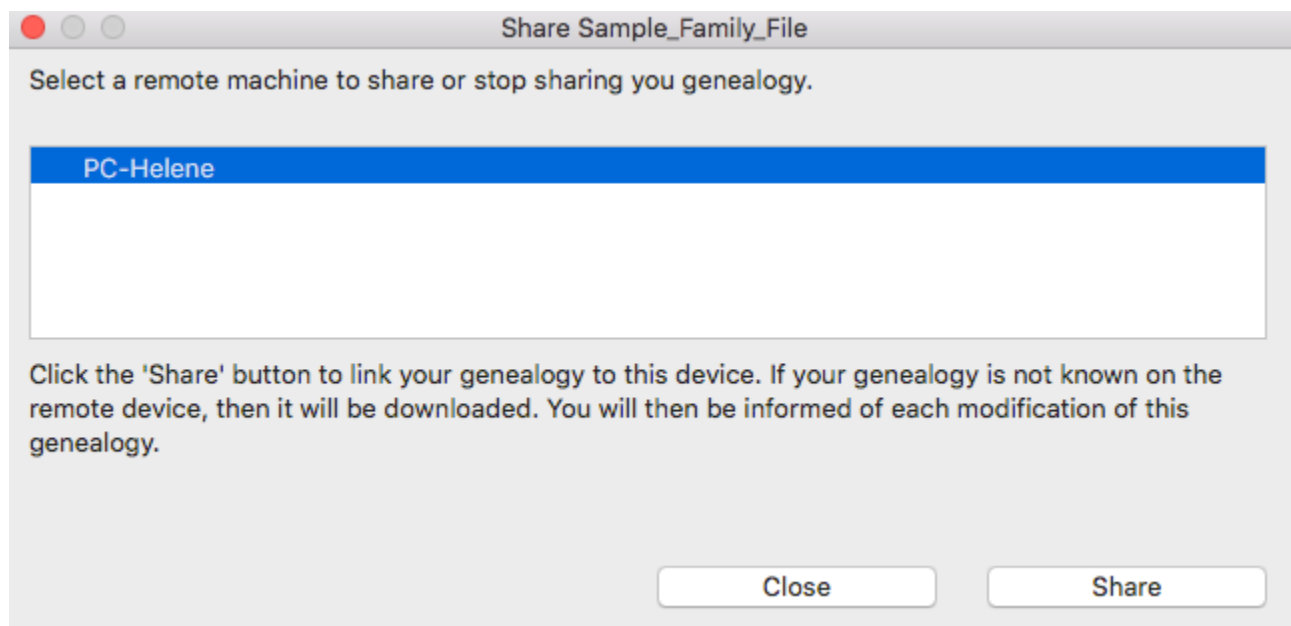 Share Sample_Family_File
Select a remote machine to share or stop sharing you genealogy.
PC-Helene
Click the 'Share' button to link your genealogy to this device. If your genealogy is not known on the
remote device, then it will be downloaded. You will then be informed of each modification of this
genealogy.
Close
Share